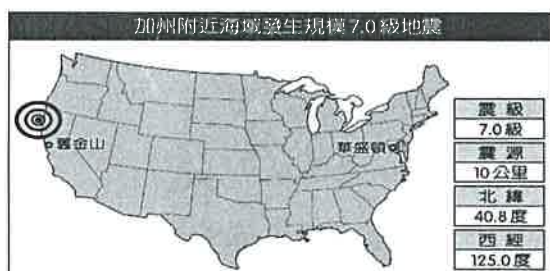 加州附近海域發生規模7.0級地震
舊金山
華盛頓
震級
7.0級
震源
10公里
北緯
40.8度
西經
125.0度